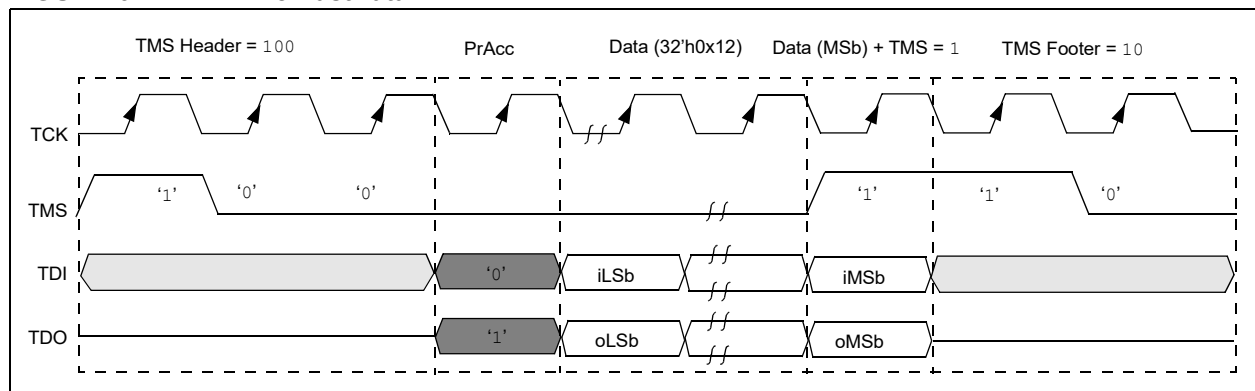 TMS Header = 100 PrAcc Data (32'h0x12) Data (MSb) + TMS = 1 TMS Footer = 10
TCK
TMS ‘1’ ‘0’ ‘0’ ‘1’ ‘1’ ‘0’
TDI ‘0’ iLSb iMSb
TDO ‘1’ oLSb oMSb